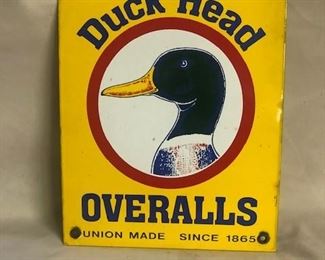 Duck Head
OVERALLS
UNION MADE SINCE 1865